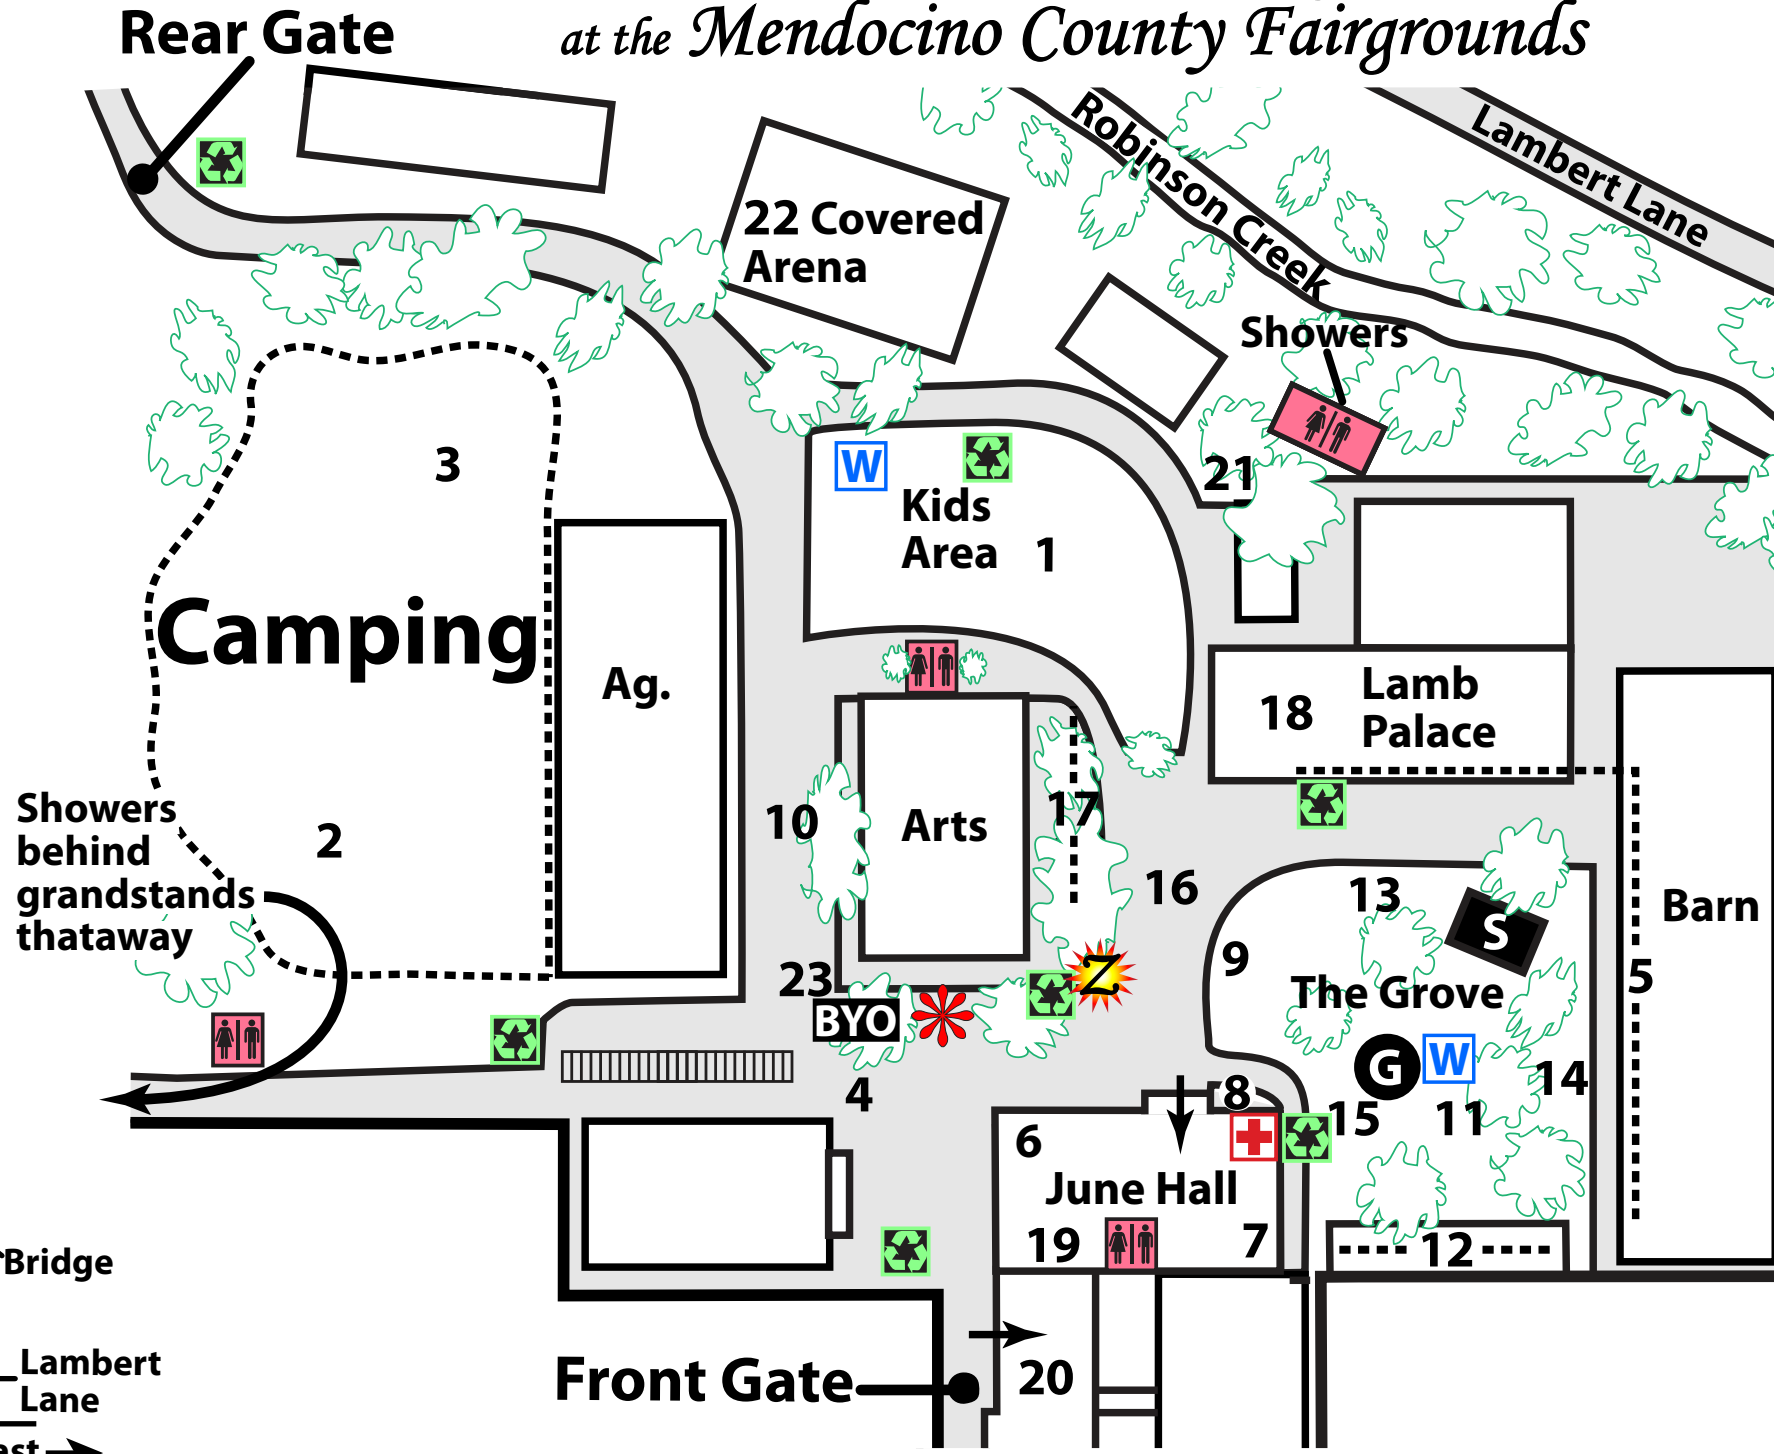 Rear Gate
at the Mendocino County Fairgrounds
Lambert Lane
Robinson Creek
22 Covered
Arena
Showers
21
3
W
Kids
Area
1
Camping
Ag.
18
Lamb
Palace
Showers
behind
grandstands
thataway
2
10
Arts
17
16
13
S
Barn
9
The Grove
5
23
BYO
Z
G
W
14
4
8
15
11
6
June Hall
19
7
12
Bridge
Front Gate
20
Lambert
Lane